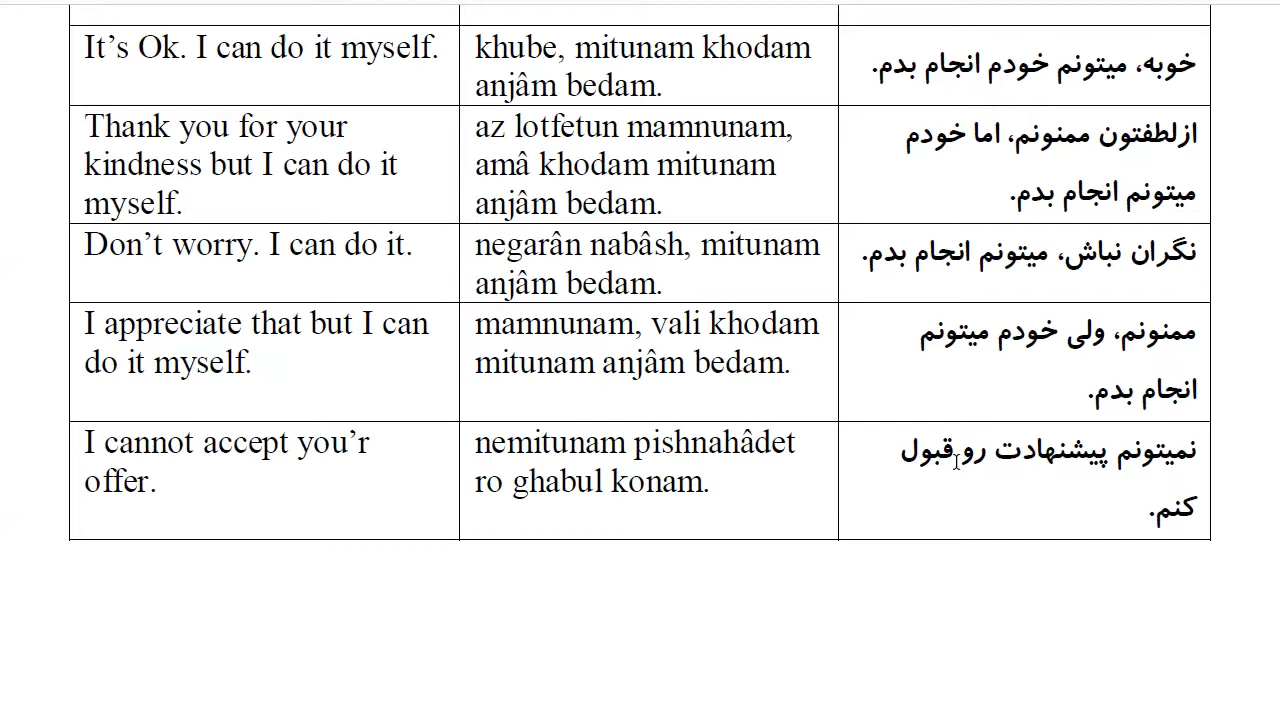 It’s Ok. I can do it myself.
khube, mitunam khodam
anjâm bedam.
خوبه، میتونم خودم انجام بدم.
Thank you for your
kindness but I can do it
myself.
az lotfetun mamnunam,
amâ khodam mitunam
anjâm bedam.
ازلطفتون ممنونم، اما خودم
میتونم انجام بدم.
Don’t worry. I can do it.
negarân nabâsh, mitunam
anjâm bedam.
نگران نباش، میتونم انجام بدم.
I appreciate that but I can
do it myself.
mamnunam, vali khodam
mitunam anjâm bedam.
ممنونم، ولی خودم میتونم
انجام بدم.
I cannot accept you’r
offer.
nemitunam pishnahâdet
ro ghabul konam.
نمیتونم پیشنهادت رو قبول
کنم.